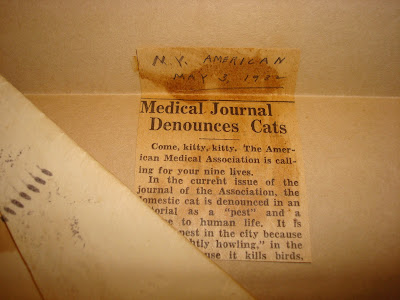 N.Y. AMERICAN
MAY 5, 19
Medical Journal
Denounces Cats
Come, kitty, kitty. The Amer-
ican Medical Association is call-
ing for your nine lives.
In the current issue of the
journal of the Association, the
domestic cat is denounced in an
editorial as a "pest" and a
to human life. It is
pest in the city because
howling," in the
it kills birds.